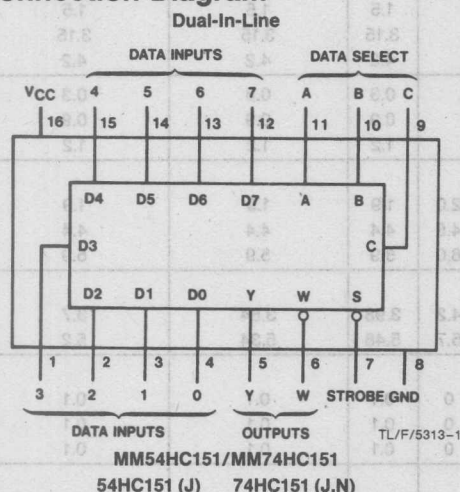 Connection Diagram
Dual-In-Line
DATA INPUTS DATA SELECT
VCC 4 5 6 7 A B C
16 15 14 13 12 11 10 9
D4 D5 D6 D7 A B
D3 C
D2 D1 D0 Y W S
1 2 3 4 5 6 7 8
3 2 1 0 Y W STROBE GND
DATA INPUTS OUTPUTS
TL/F/5313-1
MM54HC151/MM74HC151
54HC151 (J) 74HC151 (J,N)